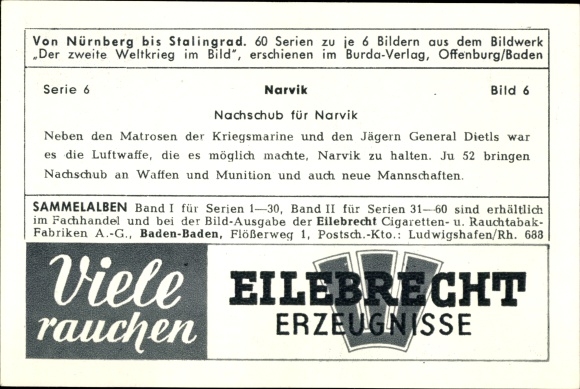 Von Nürnberg bis Stalingrad. 60 Serien zu je 6 Bildern aus dem Bildwerk
„Der zweite Weltkrieg im Bild", erschienen im Burda-Verlag, Offenburg/Baden
Serie 6 Narvik Bild 6
Nachschub für Narvik
Neben den Matrosen der Kriegsmarine und den Jägern General Dietls war
es die Luftwaffe, die es möglich machte, Narvik zu halten. Ju 52 bringen
Nachschub an Waffen und Munition und auch neue Mannschaften.
SAMMELALBEN Band I für Serien 1—30, Band II für Serien 31—60 sind erhältlich
im Fachhandel und bei der Bild-Ausgabe der Eilebrecht Cigaretten- u. Rauchtabak-
Fabriken A.-G., Baden-Baden, Flößerweg 1, Postsch.-Kto.: Ludwigshafen/Rh. 688
Viele
rauchen
EILEBRECHT
ERZEUGNISSE